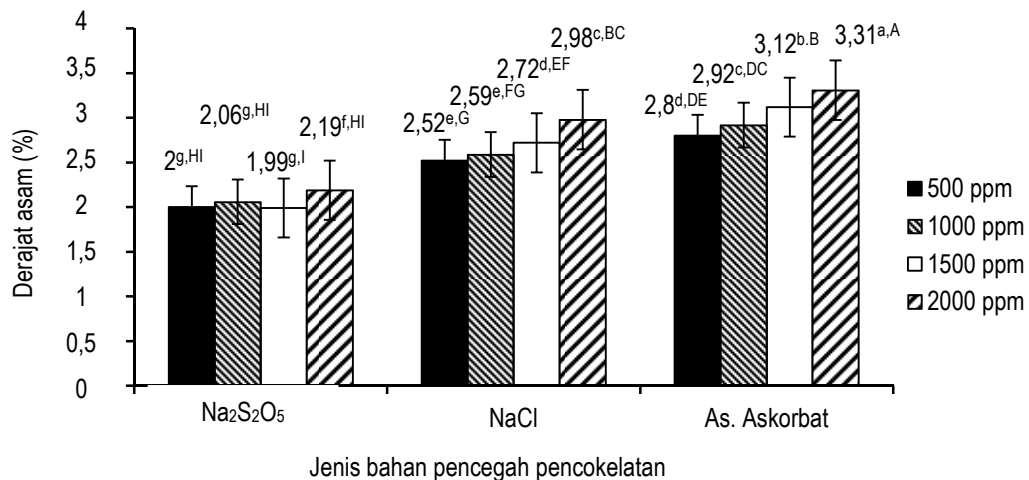 4
3,5
3
2,5
2
1,5
1
0,5
0
Derajat asam (%)
2g,HI
2,06g,HI
1,99g,I
2,19f,HI
2,52e,G
2,59e,FG
2,72d,EF
2,98c,BC
2,8d,DE
2,92c,DC
3,12b.B
3,31a,A
500 ppm
1000 ppm
1500 ppm
2000 ppm
Na2S2O5
NaCl
As. Askorbat
Jenis bahan pencegah pencokelatan